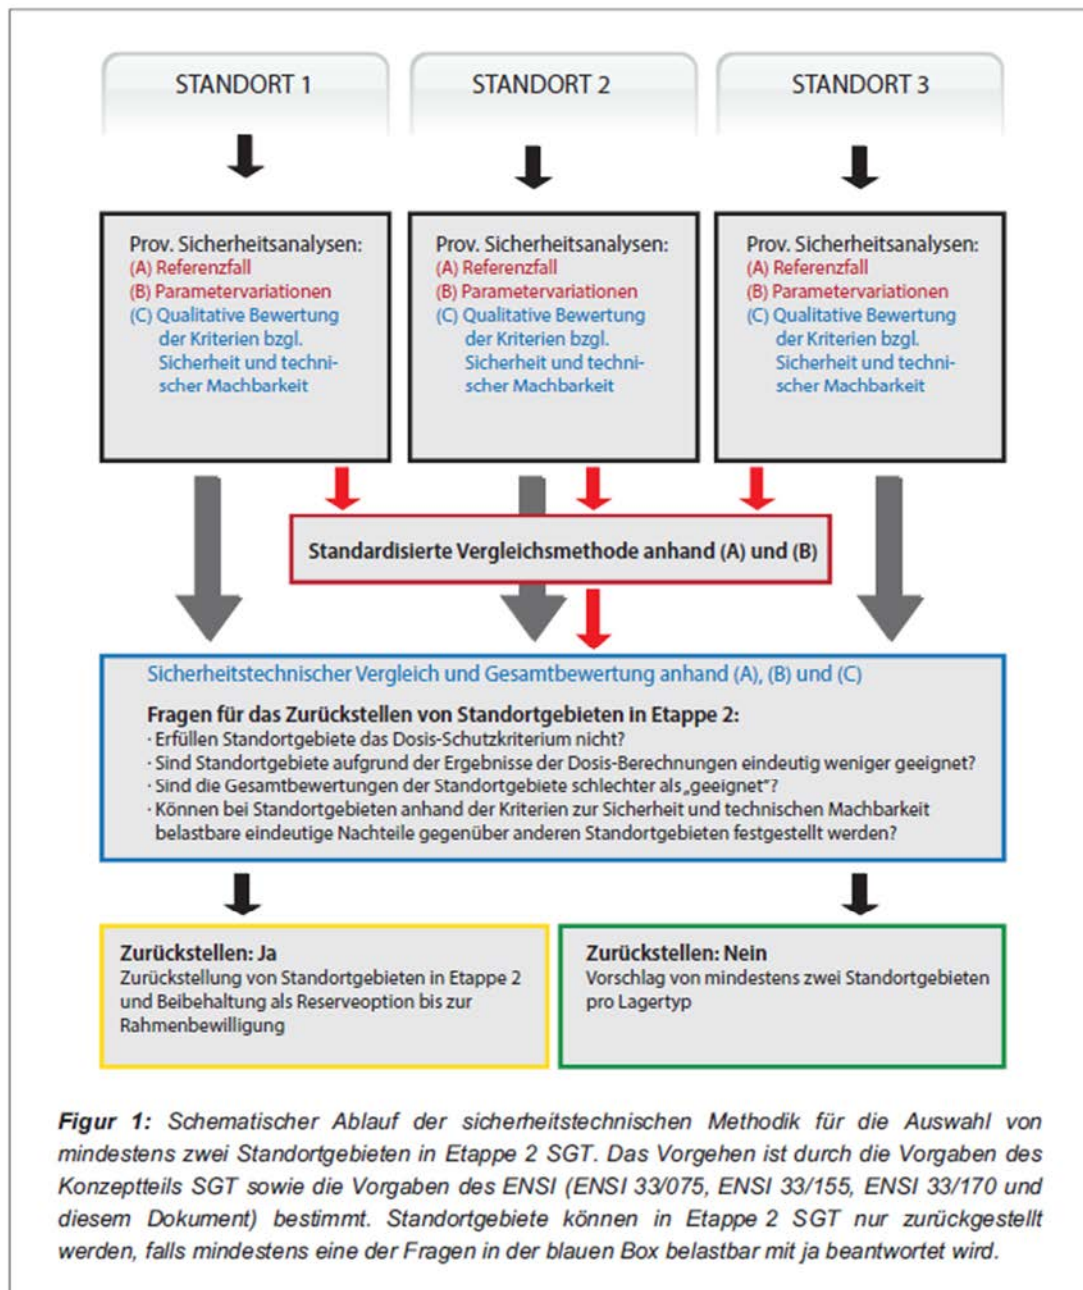 STANDORT 1
STANDORT 2
STANDORT 3
Prov. Sicherheitsanalysen:
(A) Referenzfall
(B) Parametervariationen
(C) Qualitative Bewertung
der Kriterien bzgl.
Sicherheit und techni-
scher Machbarkeit
Prov. Sicherheitsanalysen:
(A) Referenzfall
(B) Parametervariationen
(C) Qualitative Bewertung
der Kriterien bzgl.
Sicherheit und techni-
scher Machbarkeit
Prov. Sicherheitsanalysen:
(A) Referenzfall
(B) Parametervariationen
(C) Qualitative Bewertung
der Kriterien bzgl.
Sicherheit und techni-
scher Machbarkeit
Standardisierte Vergleichsmethode anhand (A) und (B)
Sicherheitstechnischer Vergleich und Gesamtbewertung anhand (A), (B) und (C)
Fragen für das Zurückstellen von Standortgebieten in Etappe 2:
· Erfüllen Standortgebiete das Dosis-Schutzkriterium nicht?
· Sind Standortgebiete aufgrund der Ergebnisse der Dosis-Berechnungen eindeutig weniger geeignet?
· Sind die Gesamtbewertungen der Standortgebiete schlechter als „geeignet“?
· Können bei Standortgebieten anhand der Kriterien zur Sicherheit und technischen Machbarkeit
belastbare eindeutige Nachteile gegenüber anderen Standortgebieten festgestellt werden?
Zurückstellen: Ja
Zurückstellung von Standortgebieten in Etappe 2
und Beibehaltung als Reserveoption bis zur
Rahmenbewilligung
Zurückstellen: Nein
Vorschlag von mindestens zwei Standortgebieten
pro Lagertyp
Figur 1: Schematischer Ablauf der sicherheitstechnischen Methodik für die Auswahl von
mindestens zwei Standortgebieten in Etappe 2 SGT. Das Vorgehen ist durch die Vorgaben des
Konzeptteils SGT sowie die Vorgaben des ENSI (ENSI 33/075, ENSI 33/155, ENSI 33/170 und
diesem Dokument) bestimmt. Standortgebiete können in Etappe 2 SGT nur zurückgestellt
werden, falls mindestens eine der Fragen in der blauen Box belastbar mit ja beantwortet wird.